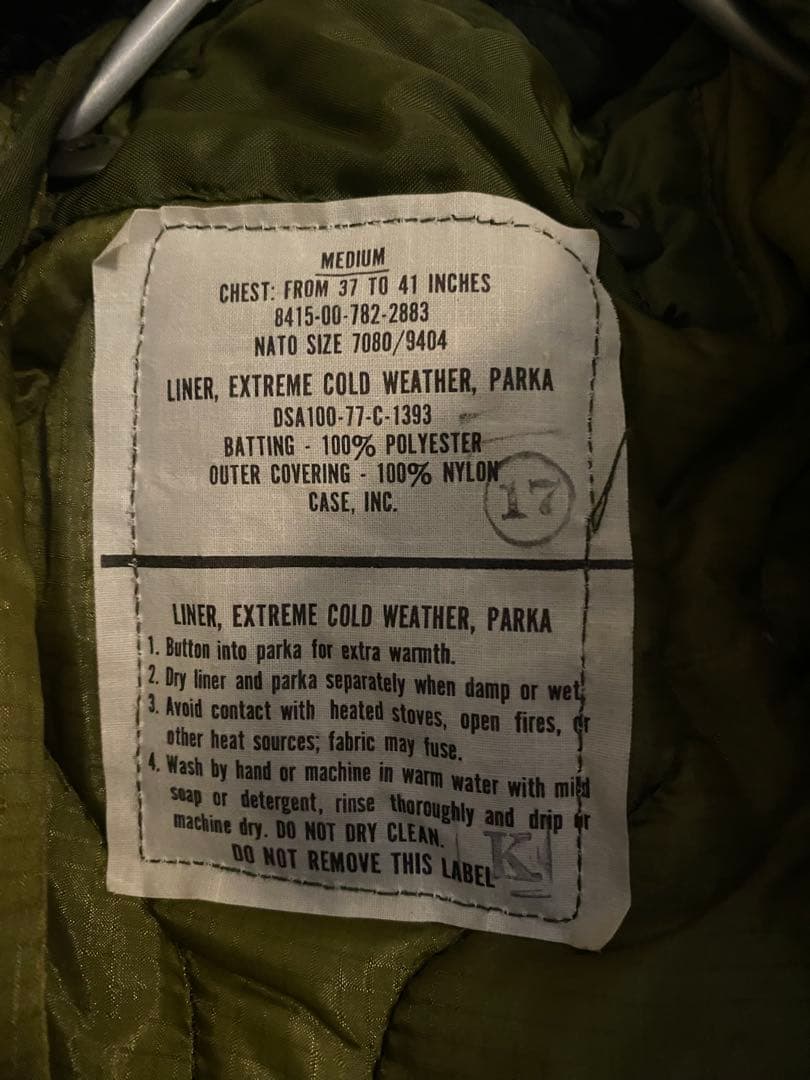 MEDIUM
CHEST: FROM 37 TO 41 INCHES
8415-00-782-2883
NATO SIZE 7080/9404
LINER, EXTREME COLD WEATHER, PARKA
DSA100-77-C-1393
BATTING - 100% POLYESTER
OUTER COVERING - 100% NYLON
CASE, INC.
17
LINER, EXTREME COLD WEATHER, PARKA
1. Button into parka for extra warmth.
2. Dry liner and parka separately when damp or wet.
3. Avoid contact with heated stoves, open fires, or
other heat sources; fabric may fuse.
4. Wash by hand or machine in warm water with mild
soap or detergent, rinse thoroughly and drip or
machine dry. DO NOT DRY CLEAN.
DO NOT REMOVE THIS LABEL
K